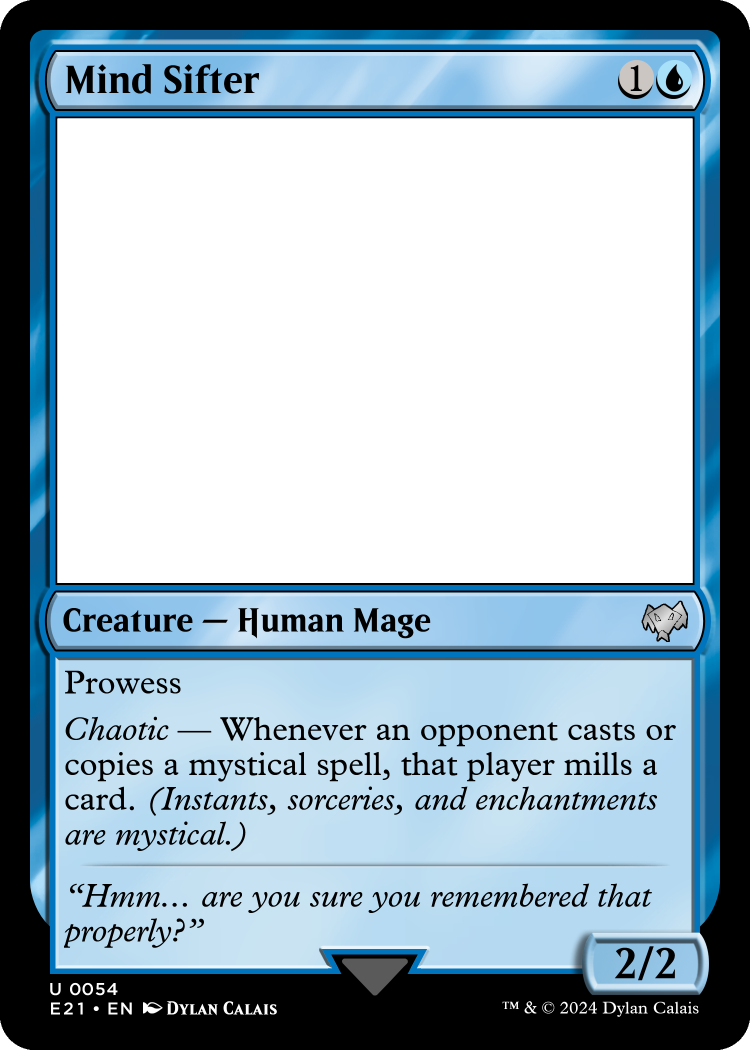 Mind Sifter 1
Creature — Human Mage
Prowess
Chaotic — Whenever an opponent casts or
copies a mystical spell, that player mills a
card. (Instants, sorceries, and enchantments
are mystical.)
“Hmm... are you sure you remembered that
properly?”
2/2
U 0054
E21 • EN Dylan Calais
™ & © 2024 Dylan Calais